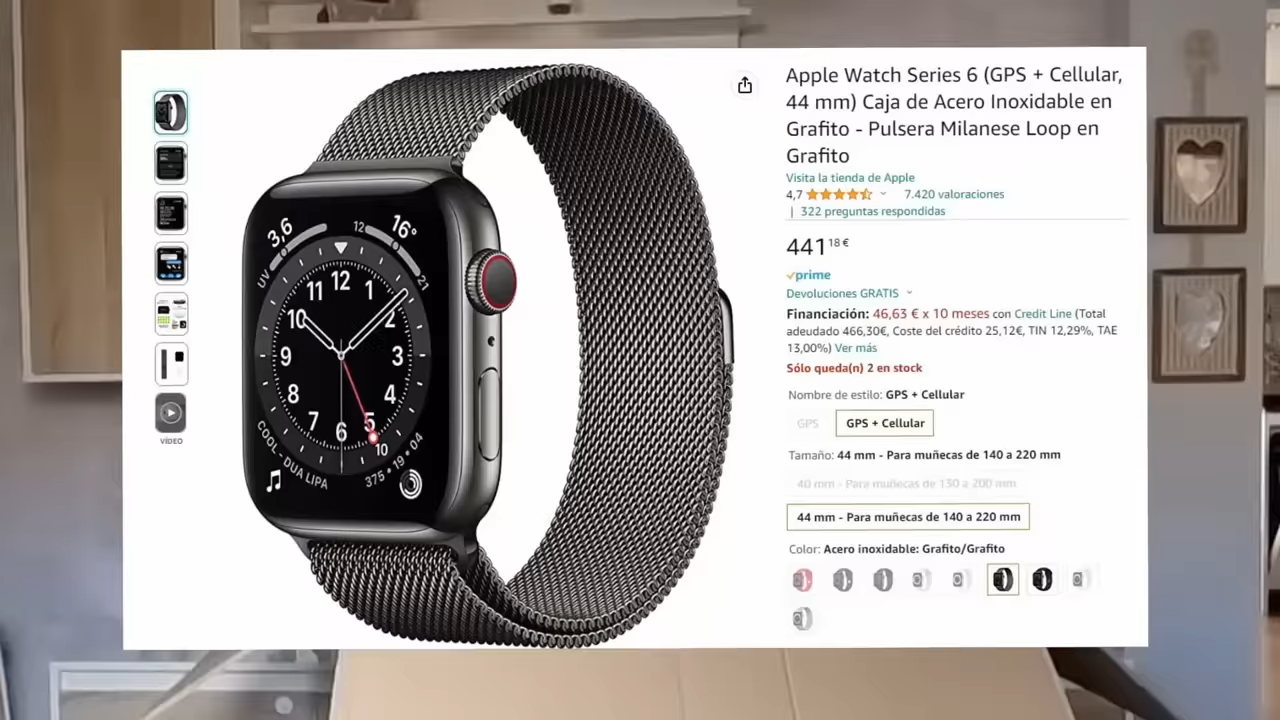 Apple Watch Series 6 (GPS + Cellular,
44 mm) Caja de Acero Inoxidable en
Grafito - Pulsera Milanese Loop en
Grafito
Visita la tienda de Apple
4,7
7.420 valoraciones
| 322 preguntas respondidas
441 18 €
prime
Devoluciones GRATIS
Financiación: 46,63 € x 10 meses con Credit Line (Total
adeudado 466,30€, Coste del crédito 25,12€, TIN 12,29%, TAE
13,00%) Ver más
Sólo queda(n) 2 en stock
Nombre de estilo: GPS + Cellular
GPS
GPS + Cellular
Tamaño: 44 mm - Para muñecas de 140 a 220 mm
40 mm - Para muñecas de 130 a 200 mm
44 mm - Para muñecas de 140 a 220 mm
Color: Acero inoxidable: Grafito/Grafito
VÍDEO
3,6
UV
12
16°
21
12
1
2
3
4
5
6
7
8
9
10
11
10
COOL • DUA LIPA
375 • 19 • 04